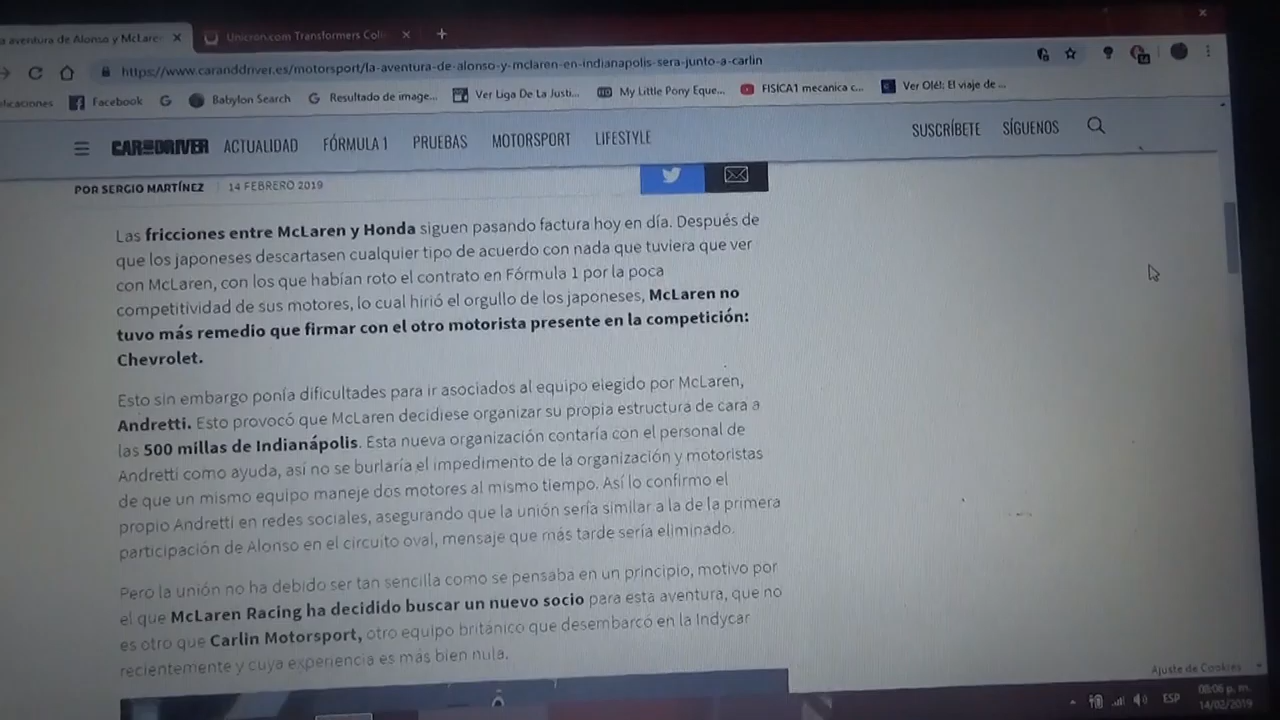 a aventura de Alonso y McLare
Unicron.com Transformers Coll
https://www.caranddriver.es/motorsport/la-aventura-de-alonso-y-mclaren-en-indianapolis-sera-junto-a-carlin
licaciones
Facebook
Babylon Search
Resultado de image...
Ver Liga De La Justi...
My Little Pony Eque...
FISICA1 mecanica c...
Ver Olé!: El viaje de ...
CAR AND DRIVER
ACTUALIDAD
FÓRMULA 1
PRUEBAS
MOTORSPORT
LIFESTYLE
SUSCRÍBETE
SÍGUENOS
POR SERGIO MARTÍNEZ
14 FEBRERO 2019
Las fricciones entre McLaren y Honda siguen pasando factura hoy en día. Después de
que los japoneses descartasen cualquier tipo de acuerdo con nada que tuviera que ver
con McLaren, con los que habían roto el contrato en Fórmula 1 por la poca
competitividad de sus motores, lo cual hirió el orgullo de los japoneses, McLaren no
tuvo más remedio que firmar con el otro motorista presente en la competición:
Chevrolet.
Esto sin embargo ponía dificultades para ir asociados al equipo elegido por McLaren,
Andretti. Esto provocó que McLaren decidiese organizar su propia estructura de cara a
las 500 millas de Indianápolis. Esta nueva organización contaría con el personal de
Andretti como ayuda, así no se burlaría el impedimento de la organización y motoristas
de que un mismo equipo maneje dos motores al mismo tiempo. Así lo confirmo el
propio Andretti en redes sociales, asegurando que la unión sería similar a la de la primera
participación de Alonso en el circuito oval, mensaje que más tarde sería eliminado.
Pero la unión no ha debido ser tan sencilla como se pensaba en un principio, motivo por
el que McLaren Racing ha decidido buscar un nuevo socio para esta aventura, que no
es otro que Carlin Motorsport, otro equipo británico que desembarcó en la Indycar
recientemente y cuya experiencia es más bien nula.
Ajuste de Cookies
ESP
08:06 p. m.
14/02/2019